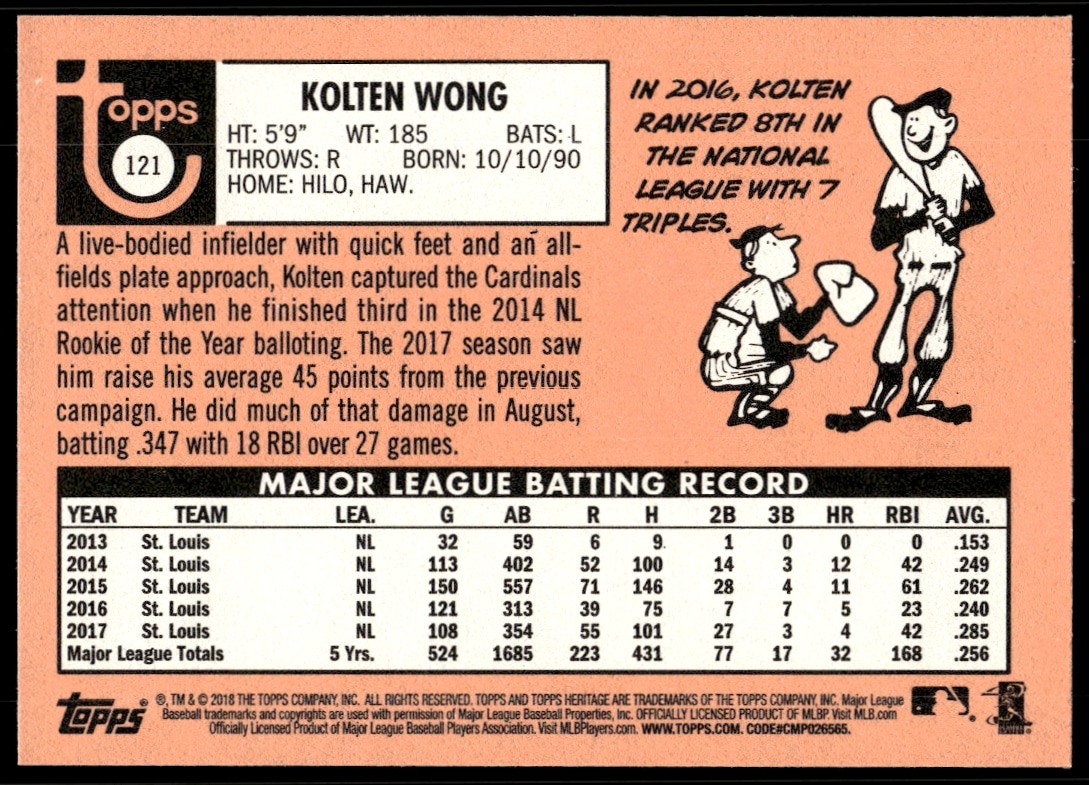 topps
121
KOLTEN WONG
HT: 5'9" WT: 185 BATS: L
THROWS: R BORN: 10/10/90
HOME: HILO, HAW.
IN 2016, KOLTEN
RANKED 8TH IN
THE NATIONAL
LEAGUE WITH 7
TRIPLES.
A live-bodied infielder with quick feet and an all-
fields plate approach, Kolten captured the Cardinals
attention when he finished third in the 2014 NL
Rookie of the Year balloting. The 2017 season saw
him raise his average 45 points from the previous
campaign. He did much of that damage in August,
batting .347 with 18 RBI over 27 games.
MAJOR LEAGUE BATTING RECORD
YEAR TEAM LEA. G AB R H 2B 3B HR RBI AVG.
2013 St. Louis NL 32 59 6 9 1 0 0 0 .153
2014 St. Louis NL 113 402 52 100 14 3 12 42 .249
2015 St. Louis NL 150 557 71 146 28 4 11 61 .262
2016 St. Louis NL 121 313 39 75 7 7 5 23 .240
2017 St. Louis NL 108 354 55 101 27 3 4 42 .285
Major League Totals 5 Yrs. 524 1685 223 431 77 17 32 168 .256
topps
®, TM & © 2018 THE TOPPS COMPANY, INC. ALL RIGHTS RESERVED. TOPPS AND TOPPS HERITAGE ARE TRADEMARKS OF THE TOPPS COMPANY, INC. Major League
Baseball trademarks and copyrights are used with permission of Major League Baseball Properties, Inc. OFFICIALLY LICENSED PRODUCT OF MLBP. Visit MLB.com
Officially Licensed Product of Major League Baseball Players Association. Visit MLBPlayers.com. WWW.TOPPS.COM. CODE#CMP026565.